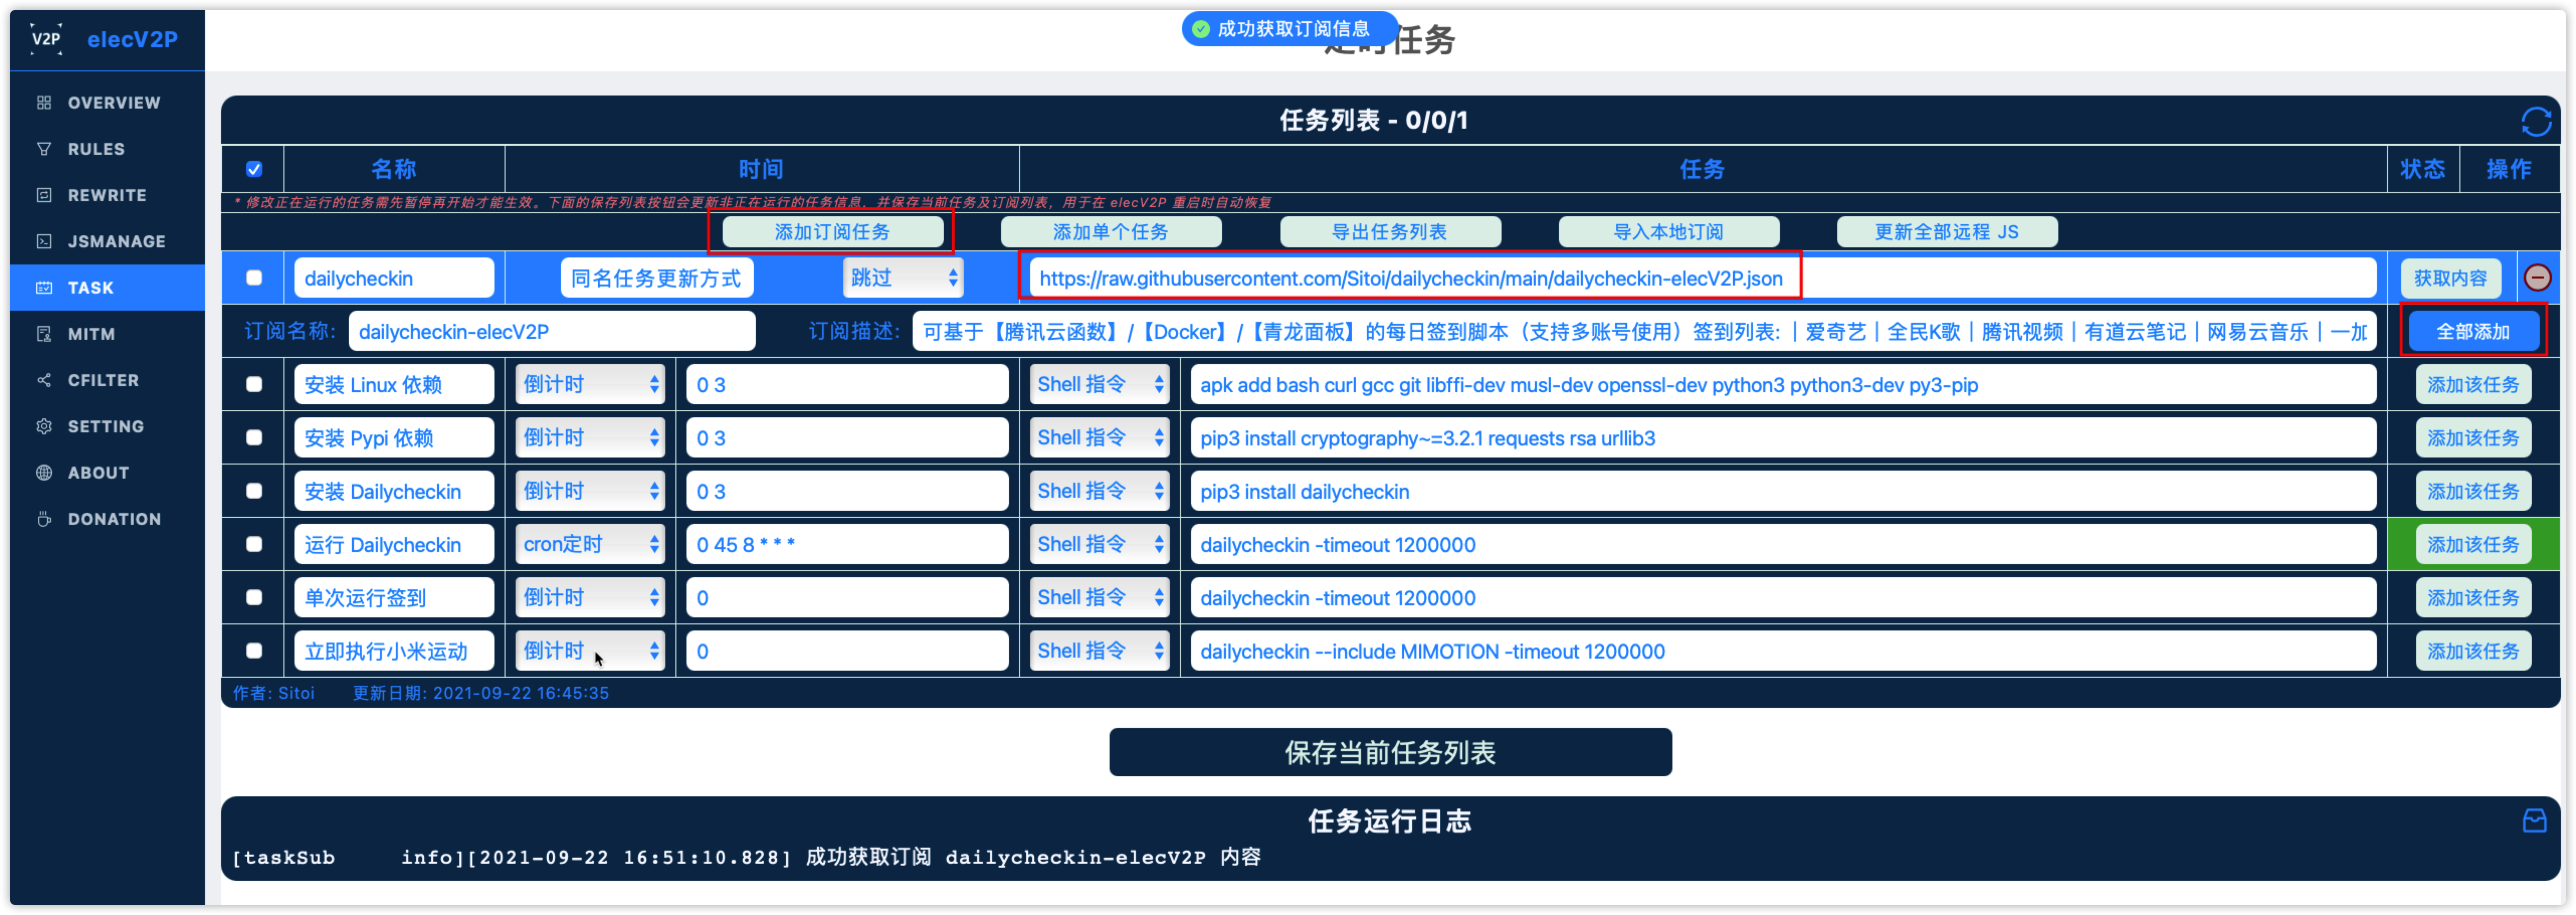 V2P elecV2P
成功获取订阅信息
定时任务
OVERVIEW
RULES
REWRITE
JSMANAGE
TASK
MITM
CFILTER
SETTING
ABOUT
DONATION
任务列表 - 0/0/1
名称 时间 任务 状态 操作
* 修改正在运行的任务需先暂停再开始才能生效。下面的保存列表按钮会更新非正在运行的任务信息，并保存当前任务及订阅列表，用于在 elecV2P 重启时自动恢复
添加订阅任务 添加单个任务 导出任务列表 导入本地订阅 更新全部远程 JS
dailycheckin 同名任务更新方式 跳过 https://raw.githubusercontent.com/Sitoi/dailycheckin/main/dailycheckin-elecV2P.json 获取内容
订阅名称: dailycheckin-elecV2P 订阅描述: 可基于【腾讯云函数】/【Docker】/【青龙面板】的每日签到脚本（支持多账号使用）签到列表: ｜爱奇艺｜全民K歌｜腾讯视频｜有道云笔记｜网易云音乐｜一加 全部添加
安装 Linux 依赖 倒计时 0 3 Shell 指令 apk add bash curl gcc git libffi-dev musl-dev openssl-dev python3 python3-dev py3-pip 添加该任务
安装 Pypi 依赖 倒计时 0 3 Shell 指令 pip3 install cryptography~=3.2.1 requests rsa urllib3 添加该任务
安装 Dailycheckin 倒计时 0 3 Shell 指令 pip3 install dailycheckin 添加该任务
运行 Dailycheckin cron定时 0 45 8 * * * Shell 指令 dailycheckin -timeout 1200000 添加该任务
单次运行签到 倒计时 0 Shell 指令 dailycheckin -timeout 1200000 添加该任务
立即执行小米运动 倒计时 0 Shell 指令 dailycheckin --include MIMOTION -timeout 1200000 添加该任务
作者: Sitoi 更新日期: 2021-09-22 16:45:35
保存当前任务列表
任务运行日志
[taskSub info][2021-09-22 16:51:10.828] 成功获取订阅 dailycheckin-elecV2P 内容